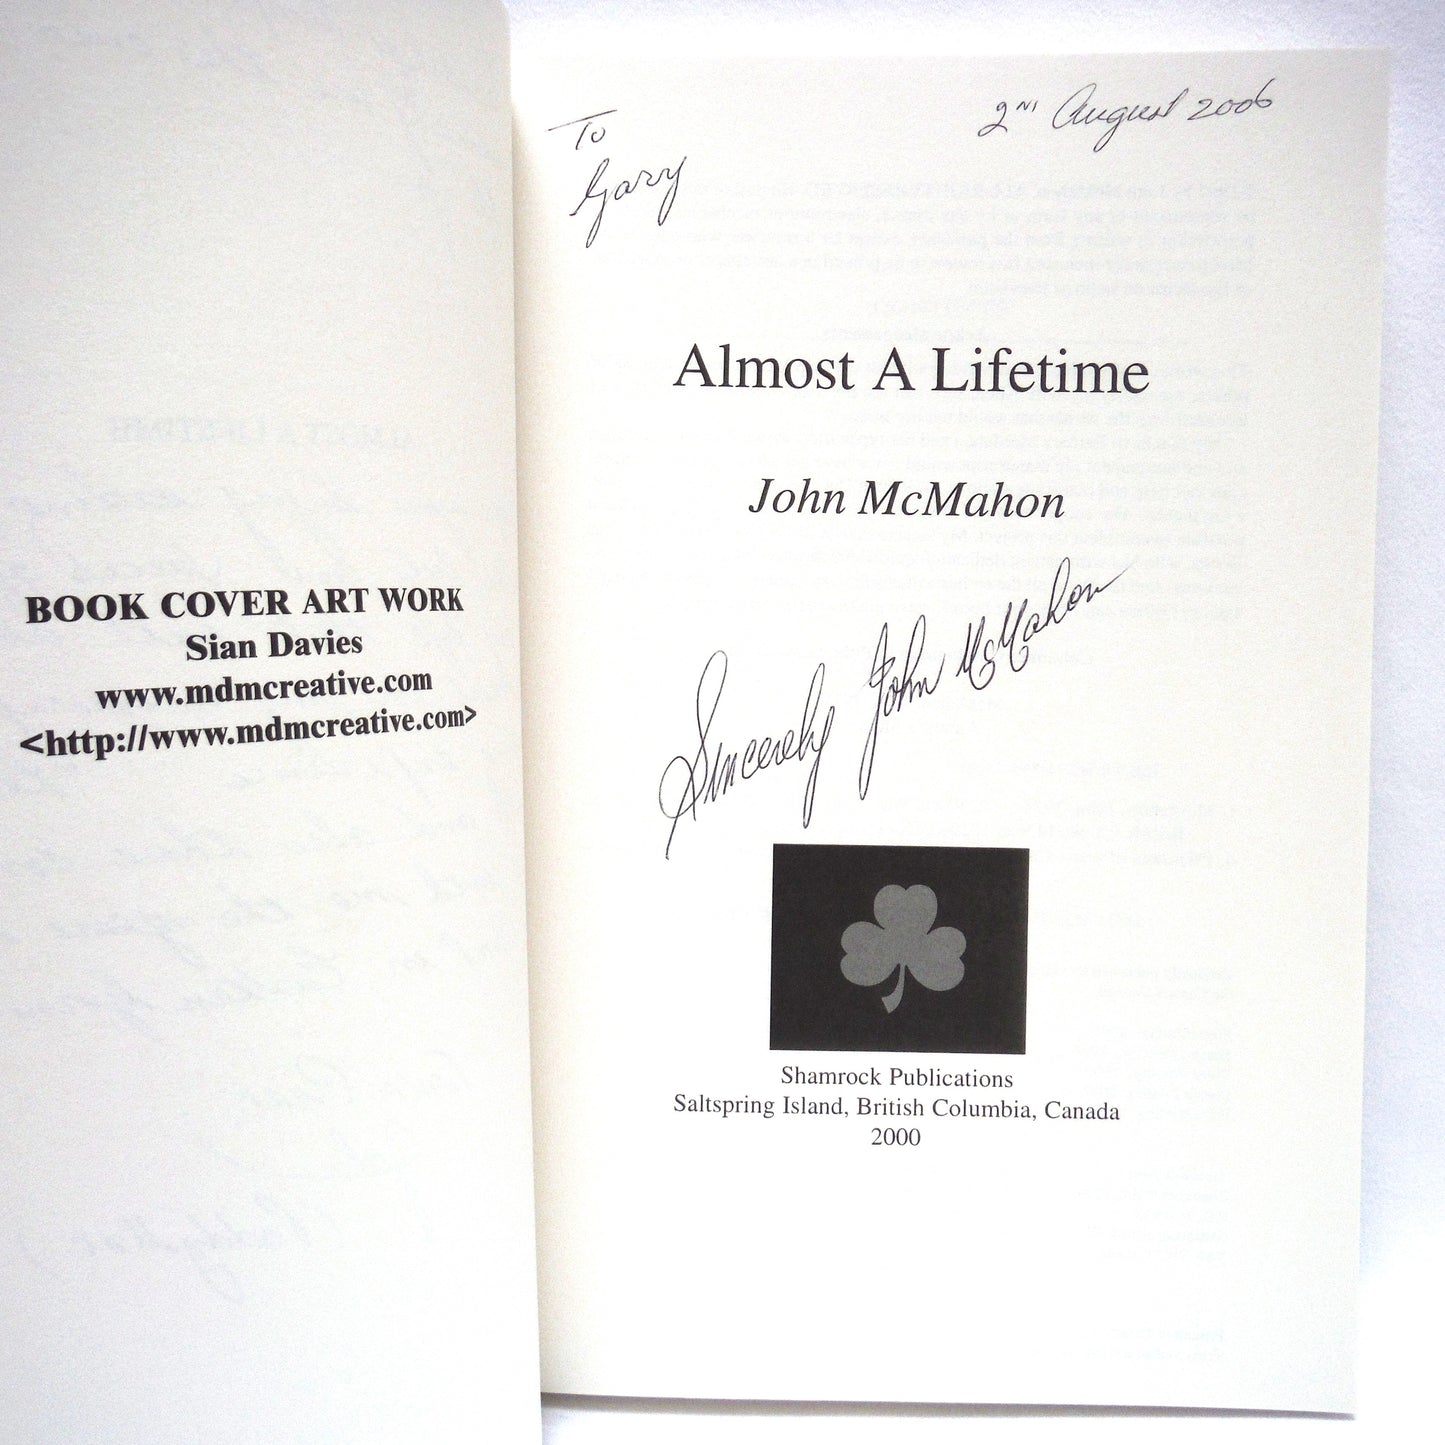 BOOK COVER ART WORK
Sian Davies
www.mdmcreative.com
<http://www.mdmcreative.com>
To
Gary
2ND August 2006
Almost A Lifetime
John McMahon
Sincerely John McMahon
Shamrock Publications
Saltspring Island, British Columbia, Canada
2000